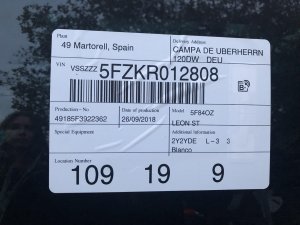 Plant
49 Martorell, Spain
Delivery Address
CAMPA DE UBERHERRN
120DW DEU
VIN
VSSZZZ 5FZKR012808
Production-No
49185F3922362
Date of production
26/09/2018
Model
5F84OZ
LEON ST
Special Equipment
Additional Information
2Y2YDE L-3 3
Blanco
Location Number
109 19 9